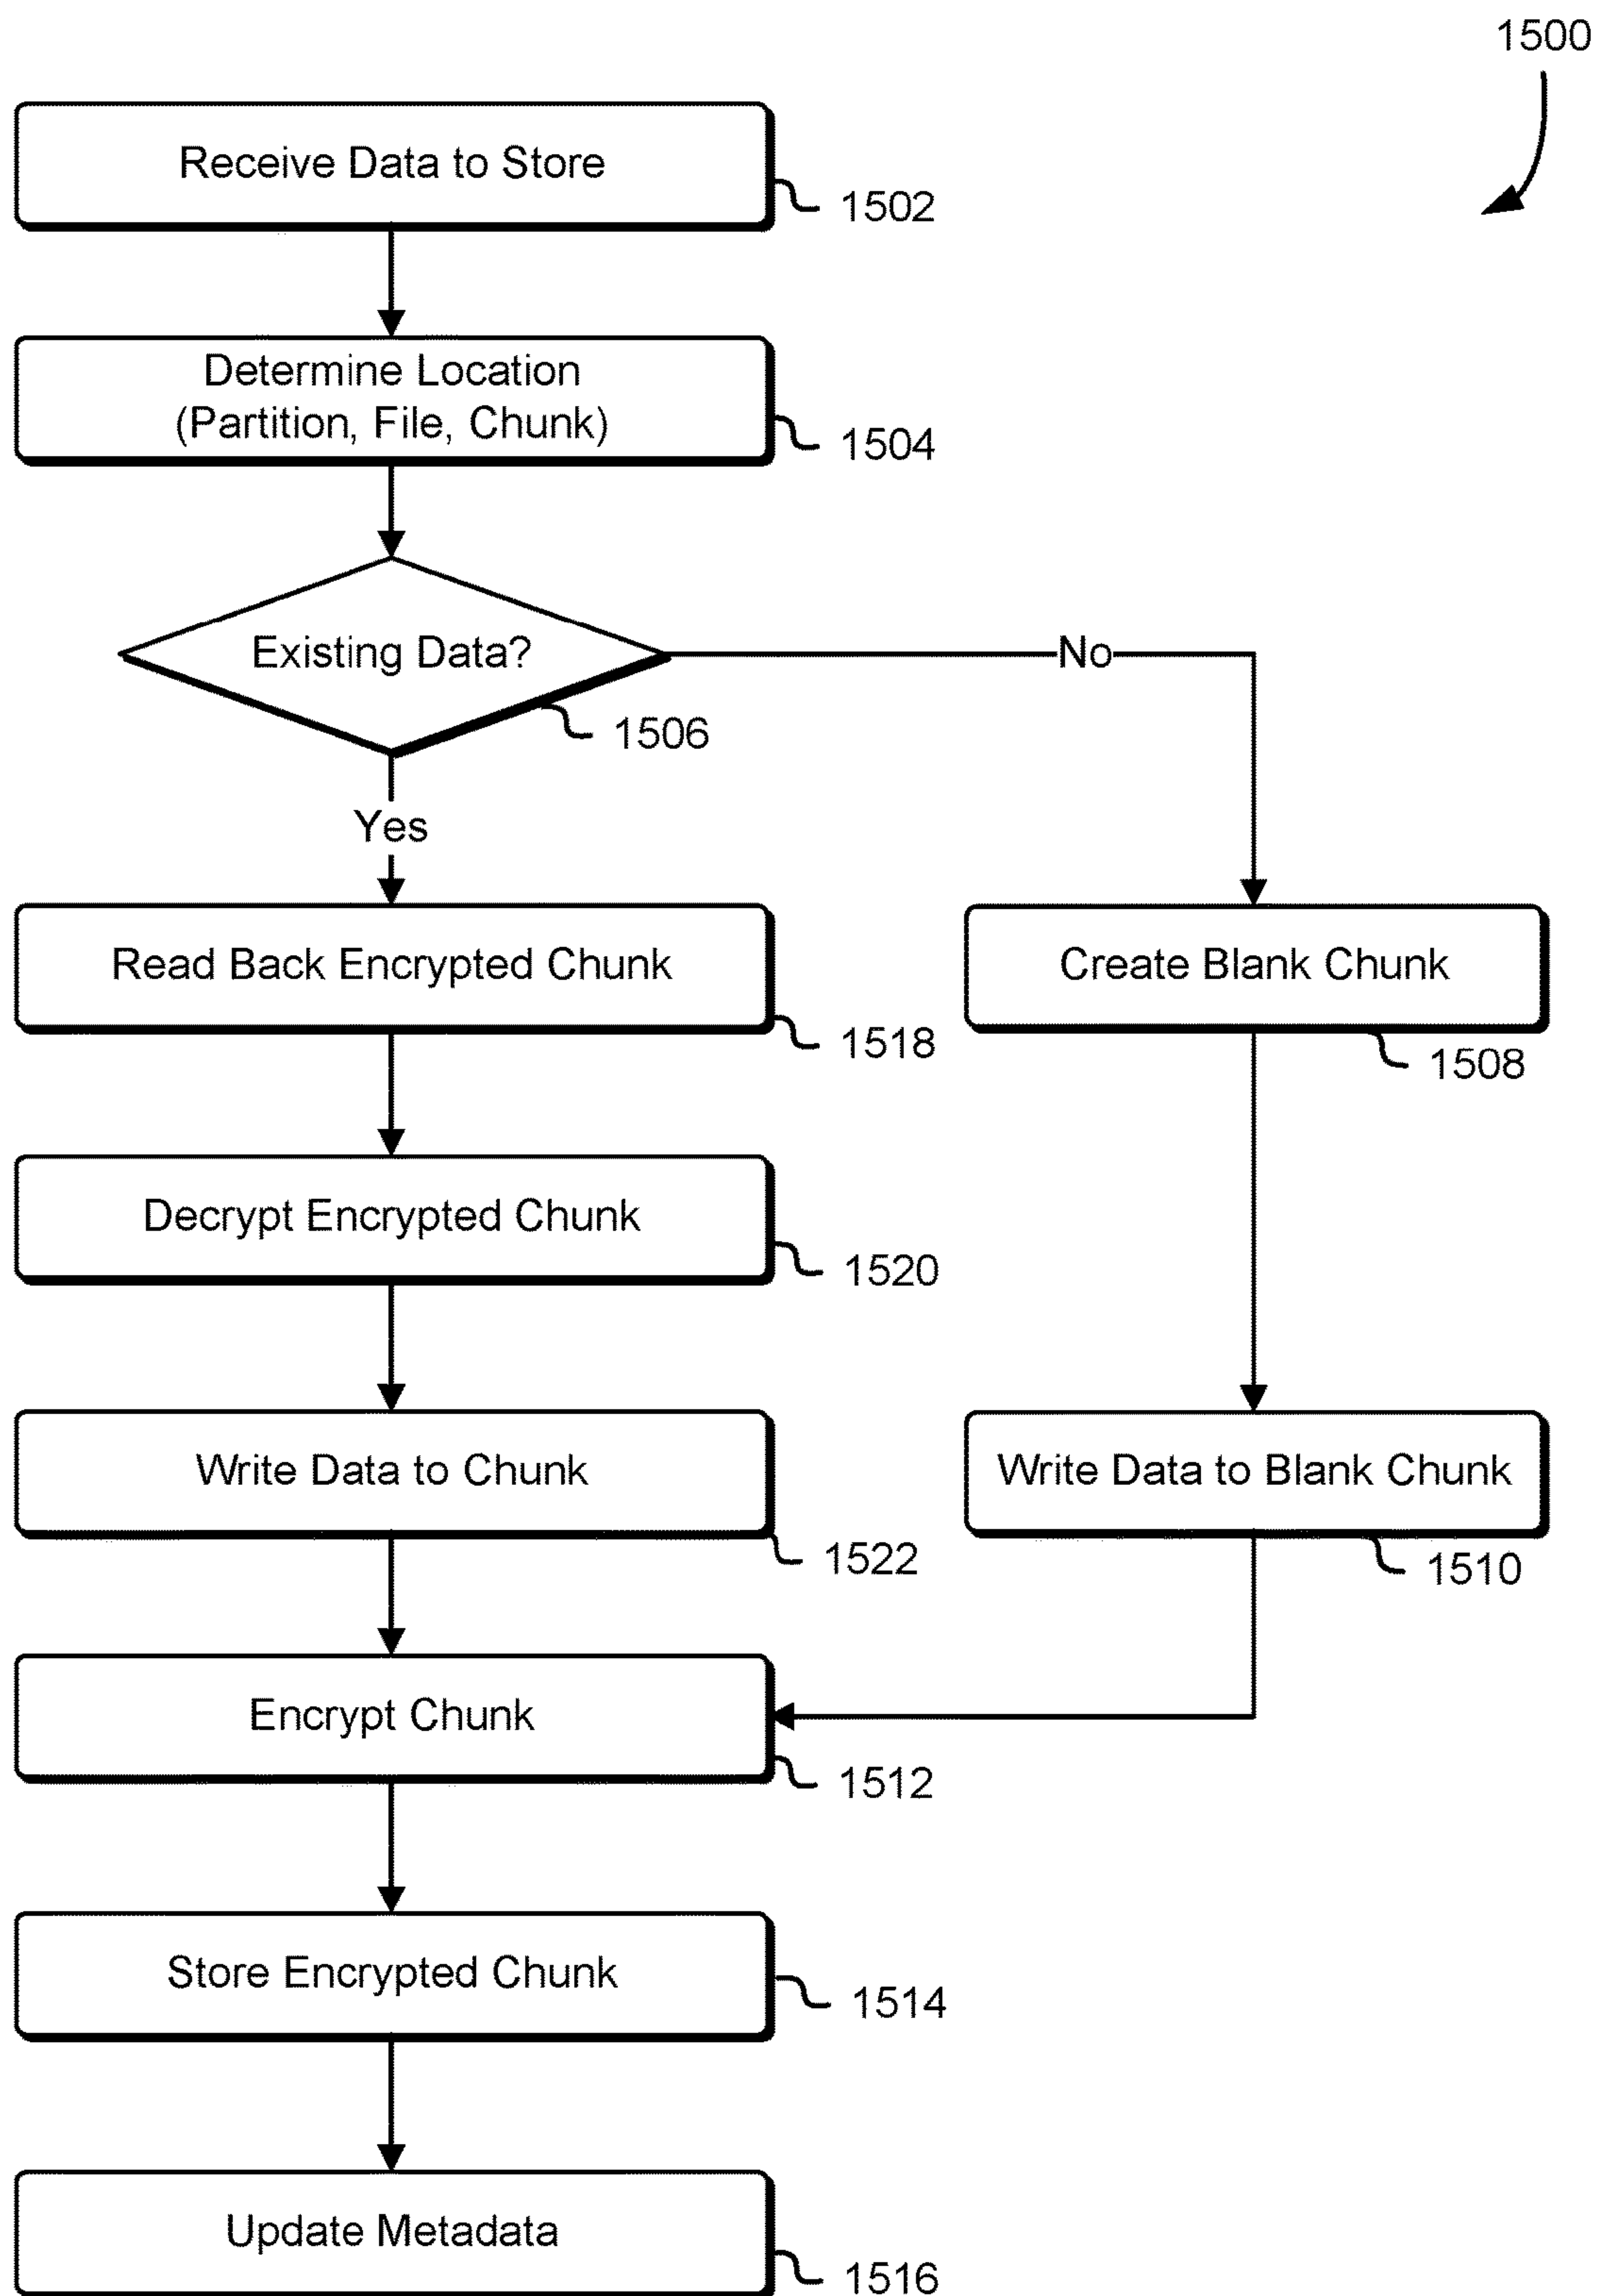 1500
Receive Data to Store
1502
Determine Location
(Partition, File, Chunk)
1504
Existing Data?
No
1506
Yes
Read Back Encrypted Chunk
1518
Create Blank Chunk
1508
Decrypt Encrypted Chunk
1520
Write Data to Chunk
1522
Write Data to Blank Chunk
1510
Encrypt Chunk
1512
Store Encrypted Chunk
1514
Update Metadata
1516